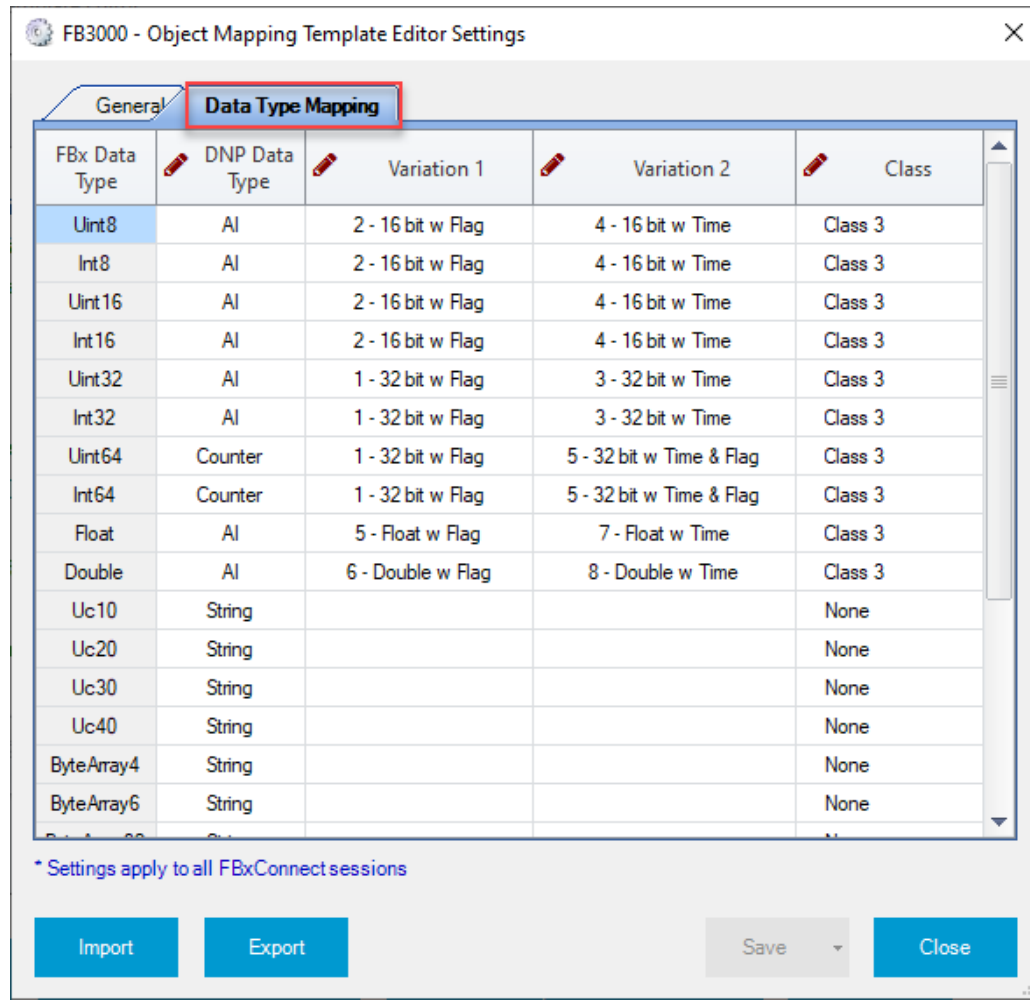 FB3000 - Object Mapping Template Editor Settings
General Data Type Mapping
FBx Data Type DNP Data Type Variation 1 Variation 2 Class
Uint8 AI 2 - 16 bit w Flag 4 - 16 bit w Time Class 3
Int8 AI 2 - 16 bit w Flag 4 - 16 bit w Time Class 3
Uint16 AI 2 - 16 bit w Flag 4 - 16 bit w Time Class 3
Int16 AI 2 - 16 bit w Flag 4 - 16 bit w Time Class 3
Uint32 AI 1 - 32 bit w Flag 3 - 32 bit w Time Class 3
Int32 AI 1 - 32 bit w Flag 3 - 32 bit w Time Class 3
Uint64 Counter 1 - 32 bit w Flag 5 - 32 bit w Time & Flag Class 3
Int64 Counter 1 - 32 bit w Flag 5 - 32 bit w Time & Flag Class 3
Float AI 5 - Float w Flag 7 - Float w Time Class 3
Double AI 6 - Double w Flag 8 - Double w Time Class 3
Uc10 String None
Uc20 String None
Uc30 String None
Uc40 String None
ByteArray4 String None
ByteArray6 String None
* Settings apply to all FBxConnect sessions
Import Export Save Close